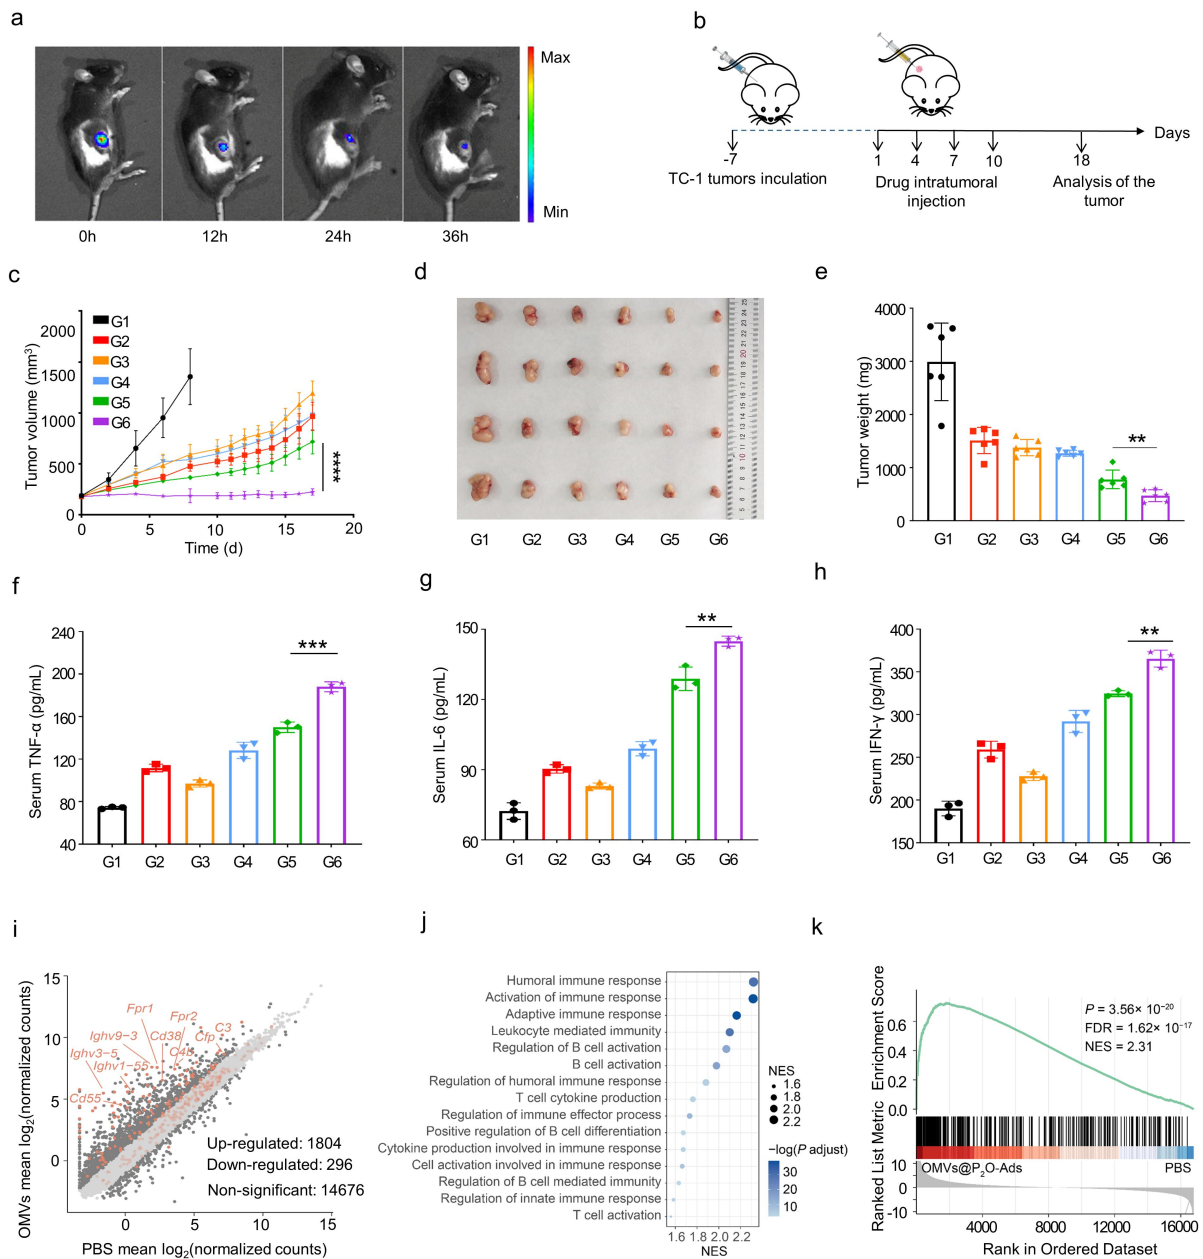 a
Max
Min
0h
12h
24h
36h
b
Days
-7
1
4
7
10
18
TC-1 tumors inculation
Drug intratumoral
injection
Analysis of the
tumor
c
Tumor volume (mm³)
2000
1500
1000
500
0
G1
G2
G3
G4
G5
G6
****
0
5
10
15
20
Time (d)
d
G1
G2
G3
G4
G5
G6
e
Tumor weight (mg)
4000
3000
2000
1000
0
**
G1
G2
G3
G4
G5
G6
f
Serum TNF-α (pg/mL)
240
200
160
120
80
40
***
G1
G2
G3
G4
G5
G6
g
Serum IL-6 (pg/mL)
150
120
90
60
**
G1
G2
G3
G4
G5
G6
h
Serum IFN-γ (pg/mL)
400
350
300
250
200
150
**
G1
G2
G3
G4
G5
G6
i
OMVs mean log₂(normalized counts)
15
10
5
0
Fpr1
Fpr2
C3
Ighv9-3
Cd38
Cfp
Ighv3-5
C4b
Ighv1-55
Cd55
Up-regulated: 1804
Down-regulated: 296
Non-significant: 14676
0
5
10
15
PBS mean log₂(normalized counts)
j
Humoral immune response
Activation of immune response
Adaptive immune response
Leukocyte mediated immunity
Regulation of B cell activation
B cell activation
Regulation of humoral immune response
T cell cytokine production
Regulation of immune effector process
Positive regulation of B cell differentiation
Cytokine production involved in immune response
Cell activation involved in immune response
Regulation of B cell mediated immunity
Regulation of innate immune response
T cell activation
1.6
1.8
2.0
2.2
NES
NES
1.6
1.8
2.0
2.2
−log(P adjust)
30
20
10
k
Enrichment Score
0.6
0.4
0.2
0.0
P = 3.56× 10⁻²⁰
FDR = 1.62× 10⁻¹⁷
NES = 2.31
Ranked List Metric
10
0
-10
OMVs@P₂O-Ads
PBS
4000
8000
12000
16000
Rank in Ordered Dataset